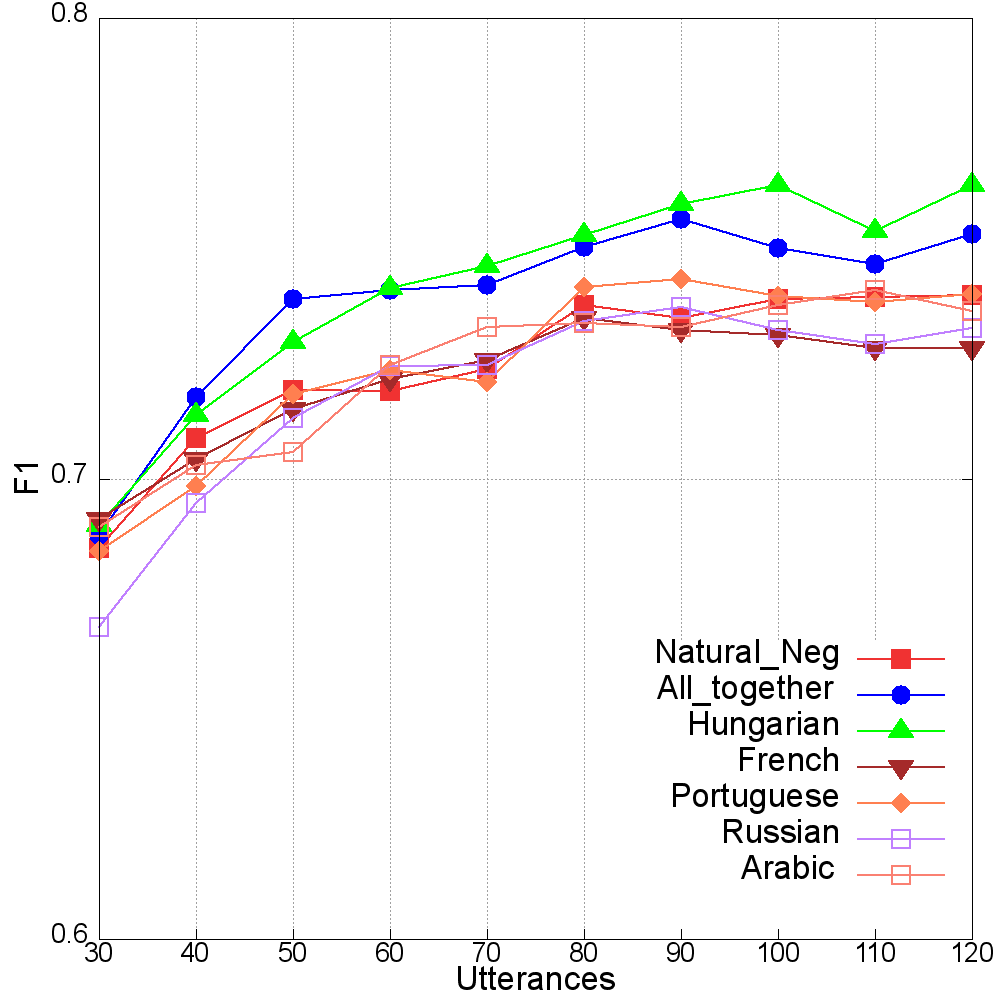 0.8
F1
0.7
0.6
Natural_Neg
All_together
Hungarian
French
Portuguese
Russian
Arabic
30 40 50 60 70 80 90 100 110 120
Utterances